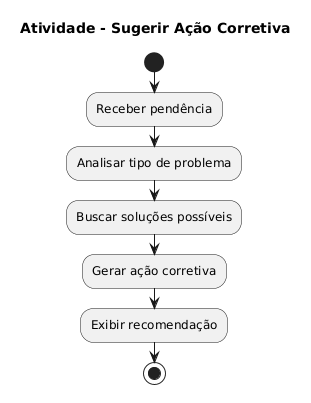 Atividade - Sugerir Ação Corretiva
Receber pendência
Analisar tipo de problema
Buscar soluções possíveis
Gerar ação corretiva
Exibir recomendação